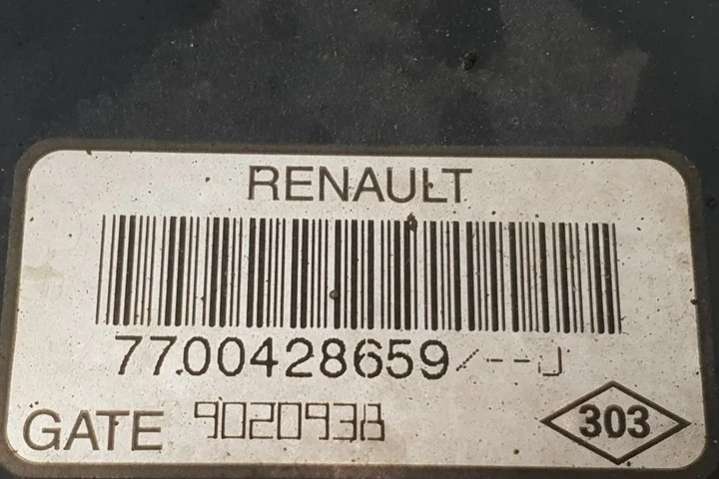 RENAULT
7700428659/--J
GATE 9020938
303